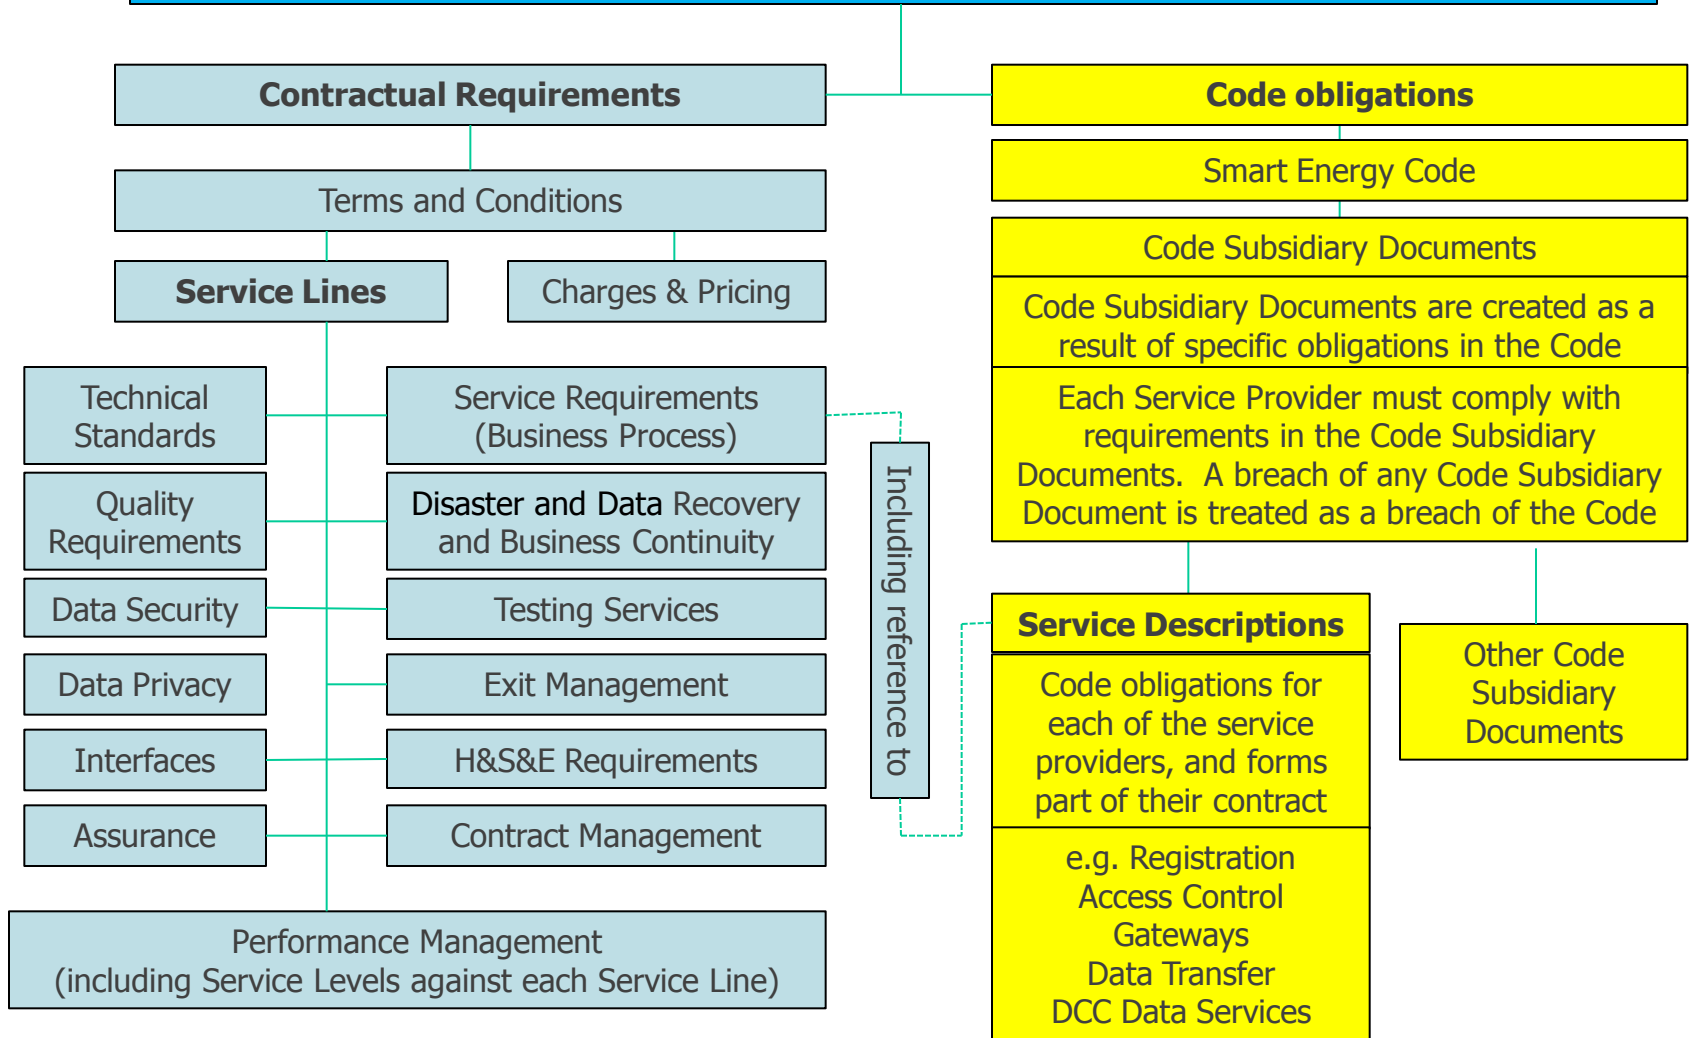 Contractual Requirements
Terms and Conditions
Service Lines
Charges & Pricing
Technical
Standards
Service Requirements
(Business Process)
Quality
Requirements
Disaster and Data Recovery
and Business Continuity
Data Security
Testing Services
Data Privacy
Exit Management
Interfaces
H&S&E Requirements
Assurance
Contract Management
Performance Management
(including Service Levels against each Service Line)
Including reference to
Code obligations
Smart Energy Code
Code Subsidiary Documents
Code Subsidiary Documents are created as a
result of specific obligations in the Code
Each Service Provider must comply with
requirements in the Code Subsidiary
Documents.  A breach of any Code Subsidiary
Document is treated as a breach of the Code
Service Descriptions
Code obligations for
each of the service
providers, and forms
part of their contract
e.g. Registration
Access Control
Gateways
Data Transfer
DCC Data Services
Other Code
Subsidiary
Documents